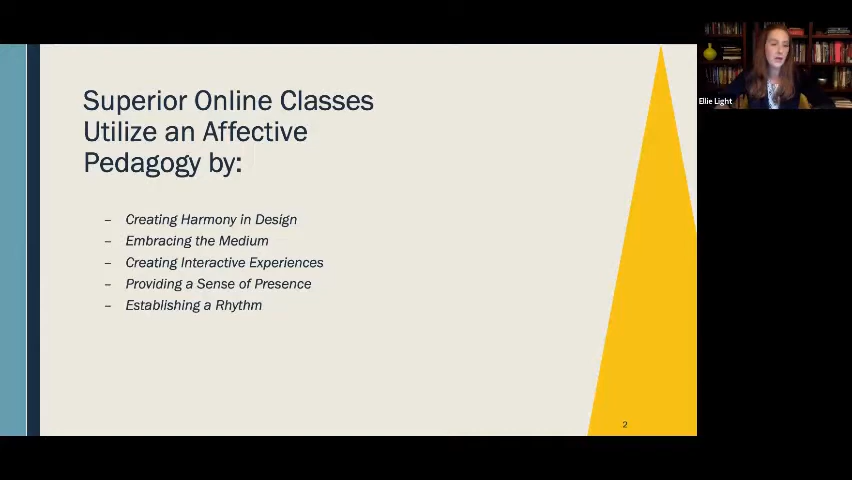 Superior Online Classes
Utilize an Affective
Pedagogy by:
– Creating Harmony in Design
– Embracing the Medium
– Creating Interactive Experiences
– Providing a Sense of Presence
– Establishing a Rhythm
2
Ellie Light